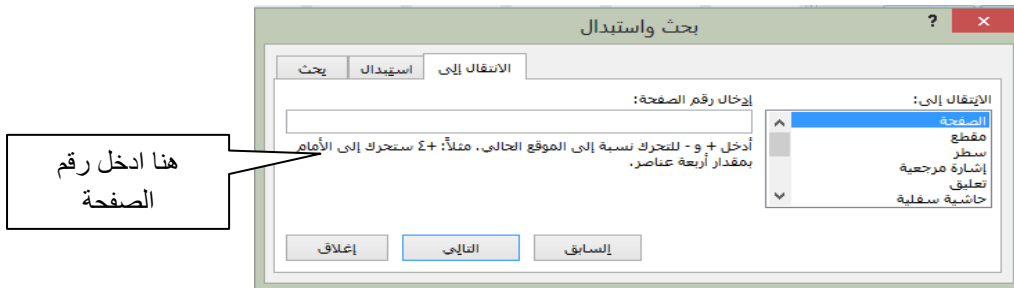 بحث واستبدال
?
×
بحث
استبدال
الانتقال إلى
الانتقال إلى:
الصفحة
مقطع
سطر
إشارة مرجعية
تعليق
حاشية سفلية
إدخال رقم الصفحة:
أدخل + و - للتحرك نسبة إلى الموقع الحالي. مثلاً: +٤ ستحرك إلى الأمام
بمقدار أربعة عناصر.
السابق
التالي
إغلاق
هنا ادخل رقم
الصفحة